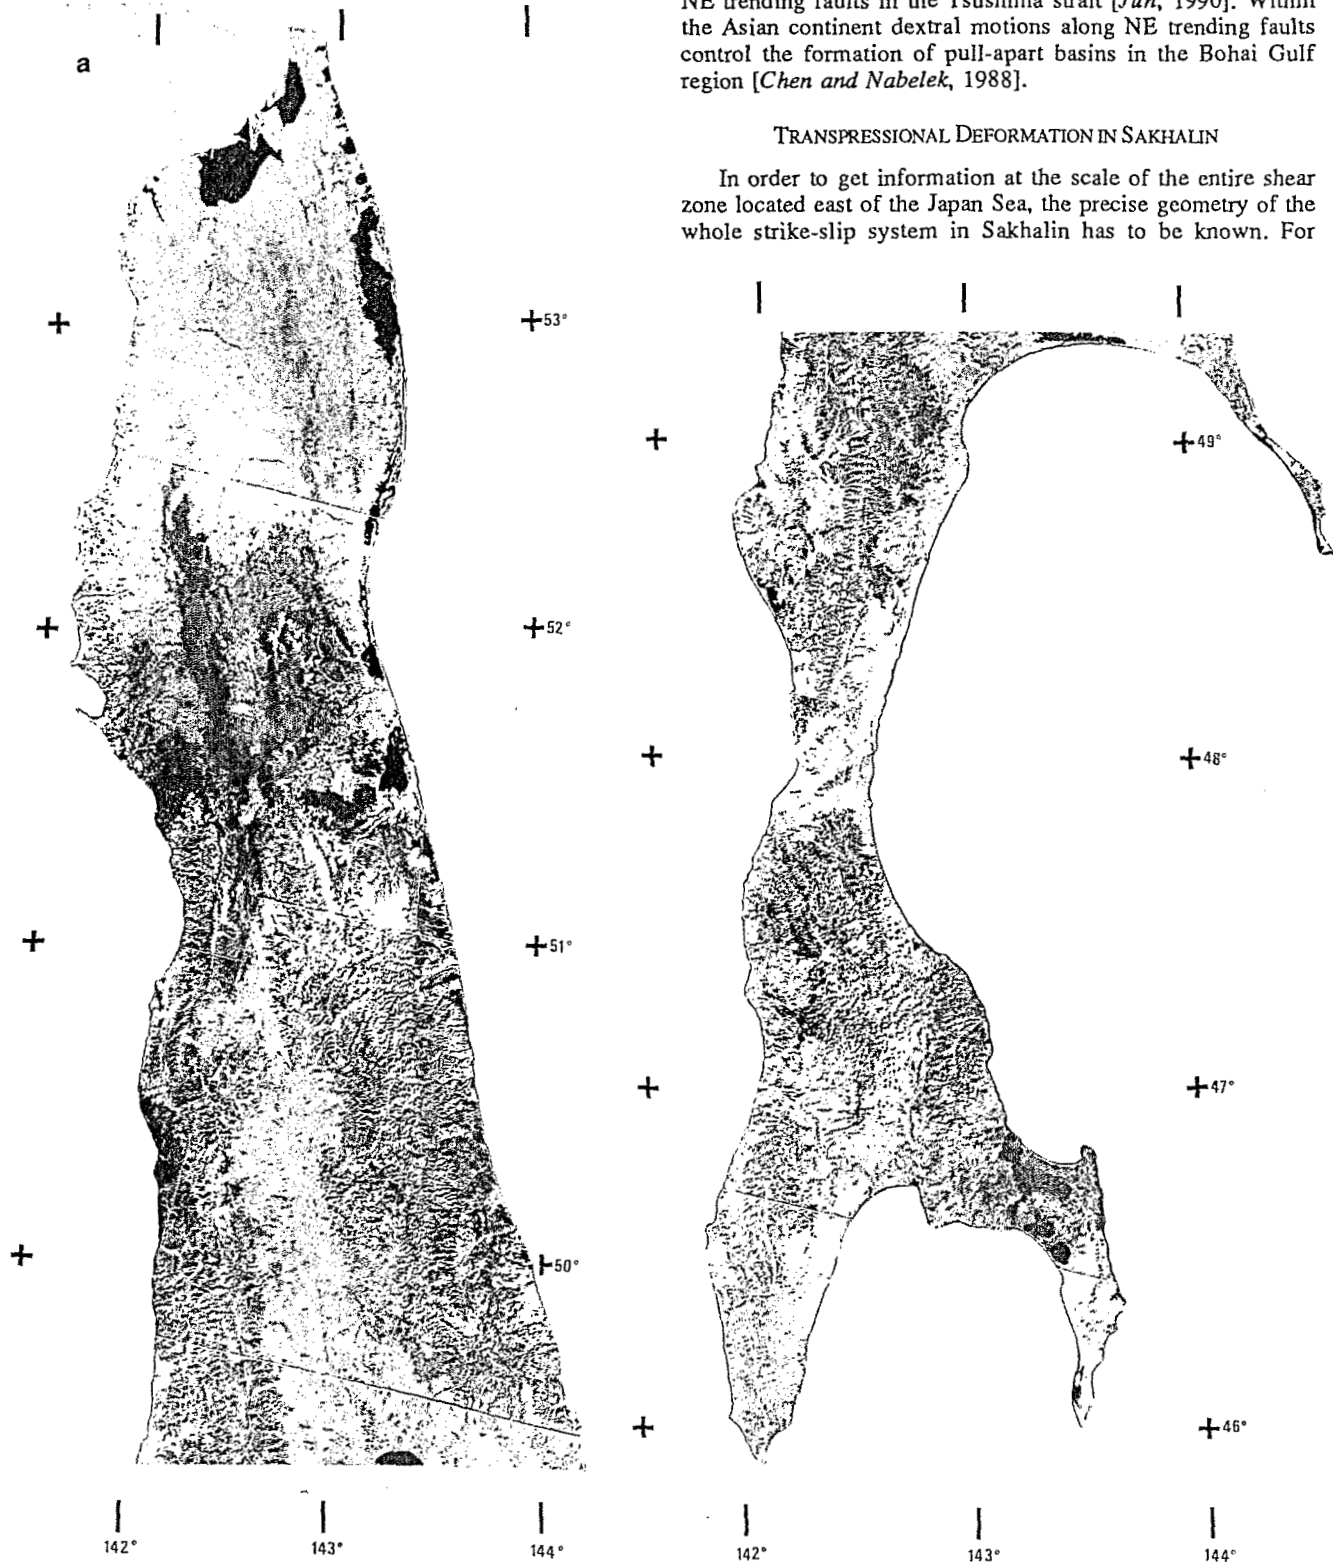 NE trending faults in the Tsushima strait [Jun, 1990]. Within
the Asian continent dextral motions along NE trending faults
control the formation of pull-apart basins in the Bohai Gulf
region [Chen and Nabelek, 1988].
TRANSPRESSIONAL DEFORMATION IN SAKHALIN
In order to get information at the scale of the entire shear
zone located east of the Japan Sea, the precise geometry of the
whole strike-slip system in Sakhalin has to be known. For
a
53°
52°
51°
50°
142° 143° 144°
49°
48°
47°
46°
142° 143° 144°